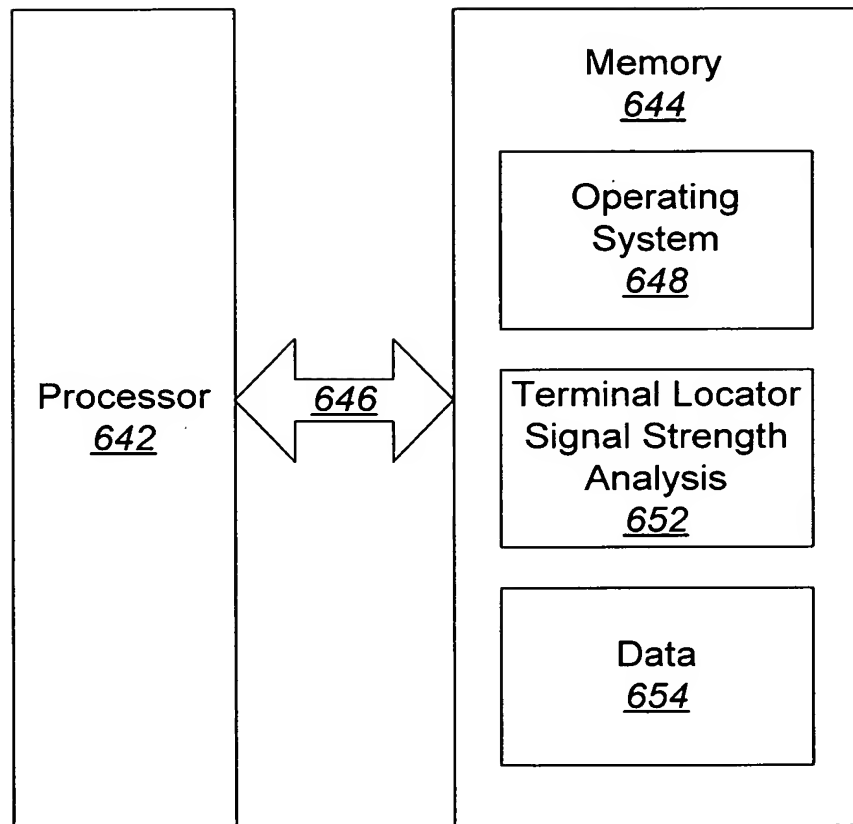 Processor
642
646
Memory
644
Operating
System
648
Terminal Locator
Signal Strength
Analysis
652
Data
654